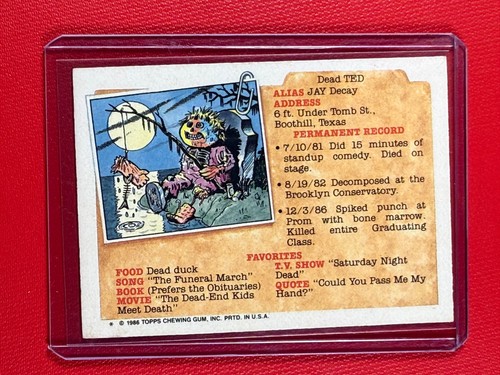 Dead TED
ALIAS JAY Decay
ADDRESS
6 ft. Under Tomb St.,
Boothill, Texas
PERMANENT RECORD
• 7/10/81 Did 15 minutes of
standup comedy. Died on
stage.
• 8/19/82 Decomposed at the
Brooklyn Conservatory.
• 12/3/86 Spiked punch at
Prom with bone marrow.
Killed entire Graduating
Class.
FAVORITES
FOOD Dead duck
SONG "The Funeral March"
BOOK (Prefers the Obituaries)
MOVIE "The Dead-End Kids
Meet Death"
T.V. SHOW "Saturday Night
Dead"
QUOTE "Could You Pass Me My
Hand?"
* © 1986 TOPPS CHEWING GUM, INC. PRTD. IN U.S.A.